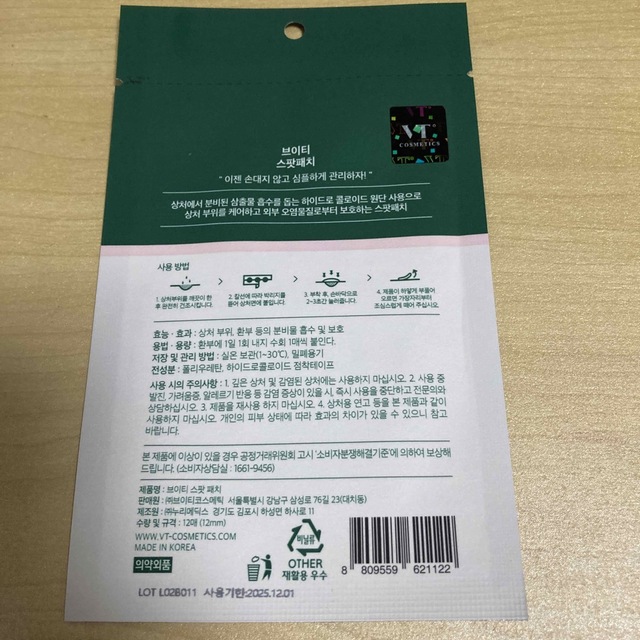 VT
COSMETICS
브이티
스팟패치
“ 이젠 손대지 않고 심플하게 관리하자! ”
상처에서 분비된 삼출물 흡수를 돕는 하이드로 콜로이드 원단 사용으로
상처 부위를 케어하고 외부 오염물질로부터 보호하는 스팟패치
사용 방법
1. 상처부위를 깨끗이 한
후 완전히 건조시킵니다.
2. 칼선에 따라 박리지를
뜯어 상처면에 붙입니다.
3. 부착 후, 손바닥으로
2~3초간 눌러줍니다.
4. 제품이 하얗게 부풀어
오르면 가장자리부터
조심스럽게 떼어 주십시오.
효능 · 효과 : 상처 부위, 환부 등의 분비물 흡수 및 보호
용법 · 용량 : 환부에 1일 1회 내지 수회 1매씩 붙인다.
저장 및 관리 방법 : 실온 보관(1~30℃), 밀폐용기
전성분 : 폴리우레탄, 하이드로콜로이드 점착테이프
사용 시의 주의사항 : 1. 깊은 상처 및 감염된 상처에는 사용하지 마십시오. 2. 사용 중
발진, 가려움증, 알레르기 반응 등 감염 증상이 있을 시, 즉시 사용을 중단하고 전문의와
상담하십시오. 3. 제품을 재사용 하지 마십시오. 4. 상처용 연고 등을 본 제품과 같이
사용하지 마십시오. 개인의 피부 상태에 따라 효과의 차이가 있을 수 있으니 참고
바랍니다.
본 제품에 이상이 있을 경우 공정거래위원회 고시 '소비자분쟁해결기준'에 의하여 보상해
드립니다. (소비자상담실 : 1661-9456)
제품명 : 브이티 스팟 패치
판매원 : ㈜브이티코스메틱 서울특별시 강남구 삼성로 76길 23(대치동)
제조원 : ㈜누리메딕스 경기도 김포시 하성면 하사로 11
수량 및 규격 : 12매 (12mm)
WWW.VT-COSMETICS.COM
MADE IN KOREA
의약외품
비닐류
OTHER
재활용 우수
8 809559 621122
LOT L02B011 사용기한:2025.12.01